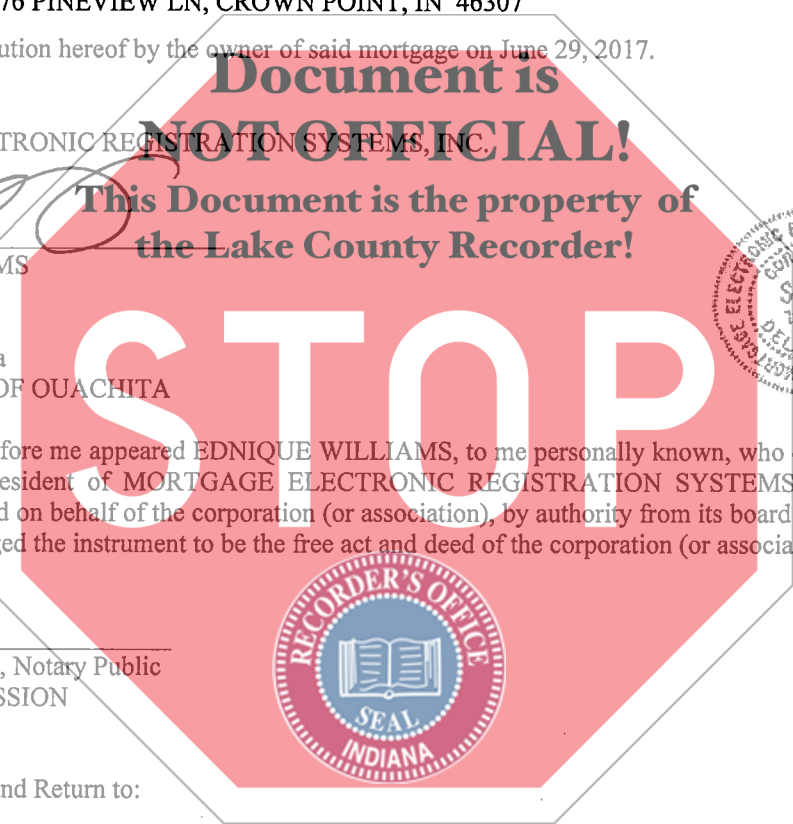 76 PINEVIEW LN, CROWN POINT, IN 46307
ution hereof by the owner of said mortgage on June 29, 2017.
Document is
NOT OFFICIAL!
TRONIC REGISTRATION SYSTEMS, INC.
This Document is the property of
the Lake County Recorder!
MS
MORTGAGE ELECTRONIC
STOP
a
OF OUACHITA
fore me appeared EDNIQUE WILLIAMS, to me personally known, who
esident of MORTGAGE ELECTRONIC REGISTRATION SYSTEMS
d on behalf of the corporation (or association), by authority from its board
ged the instrument to be the free act and deed of the corporation (or associa
RECORDER'S OFFICE
SEAL
INDIANA
, Notary Public
SSION
nd Return to: